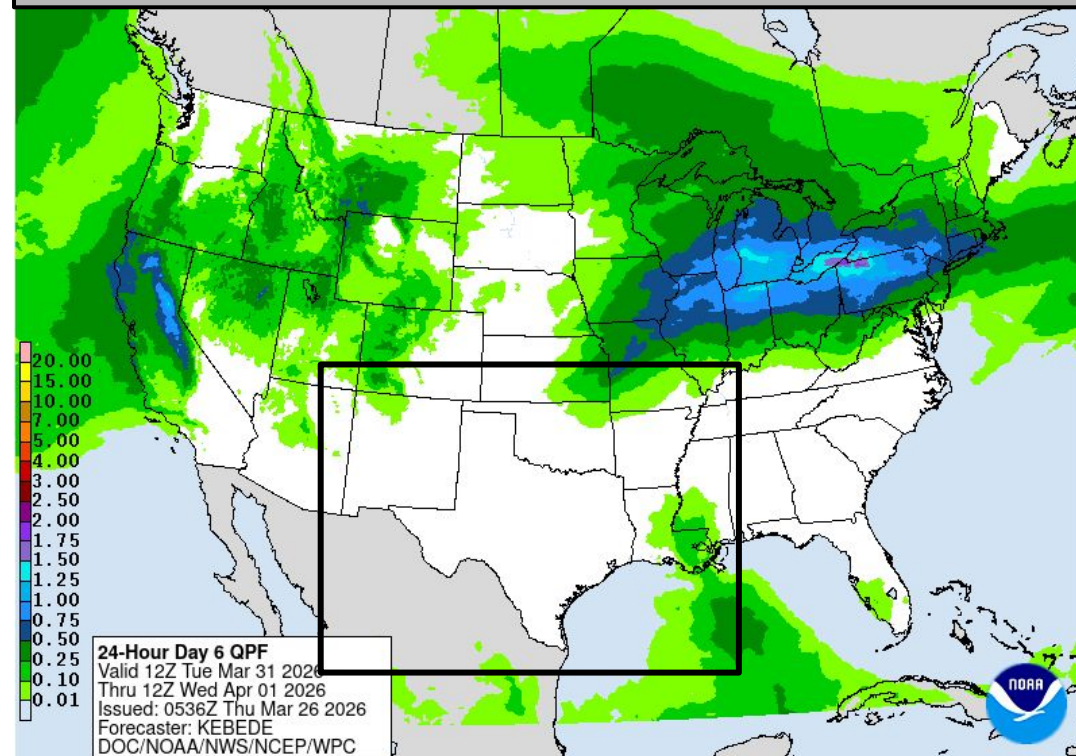 20.00
15.00
10.00
7.00
5.00
4.00
3.00
2.50
2.00
1.75
1.50
1.25
1.00
0.75
0.50
0.25
0.10
0.01
24-Hour Day 6 QPF
Valid 12Z Tue Mar 31 2026
Thru 12Z Wed Apr 01 2026
Issued: 0536Z Thu Mar 26 2026
Forecaster: KEBEDE
DOC/NOAA/NWS/NCEP/WPC
NOAA